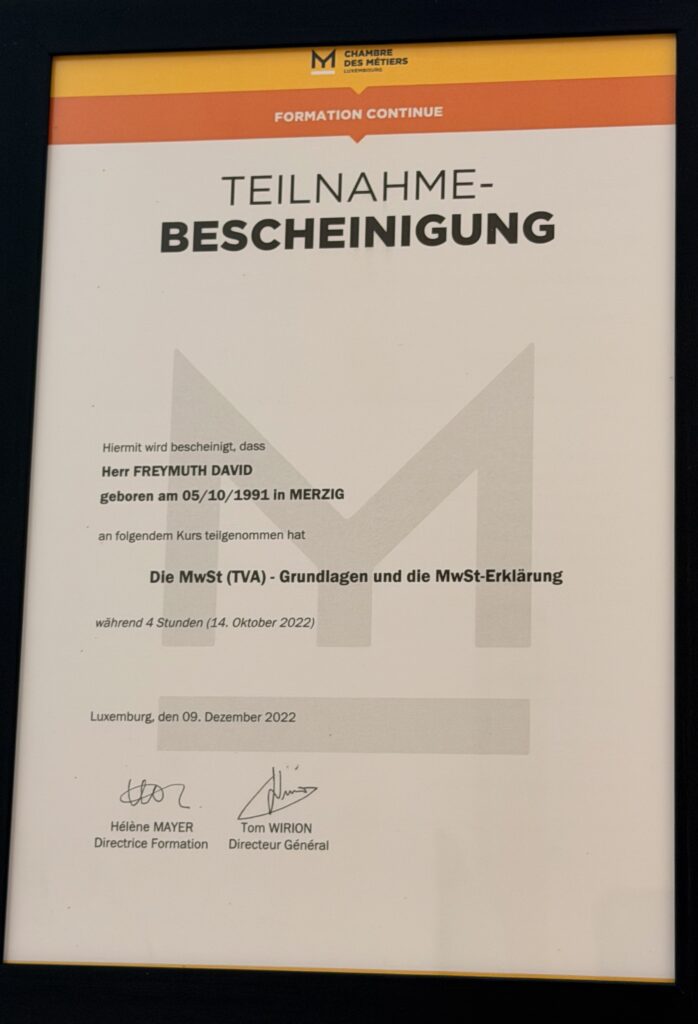 CHAMBRE
DES MÉTIERS
LUXEMBOURG
FORMATION CONTINUE
TEILNAHME-
BESCHEINIGUNG
Hiermit wird bescheinigt, dass
Herr FREYMUTH DAVID
geboren am 05/10/1991 in MERZIG
an folgendem Kurs teilgenommen hat
Die MwSt (TVA) - Grundlagen und die MwSt-Erklärung
während 4 Stunden (14. Oktober 2022)
Luxemburg, den 09. Dezember 2022
Hélène MAYER Tom WIRION
Directrice Formation Directeur Général